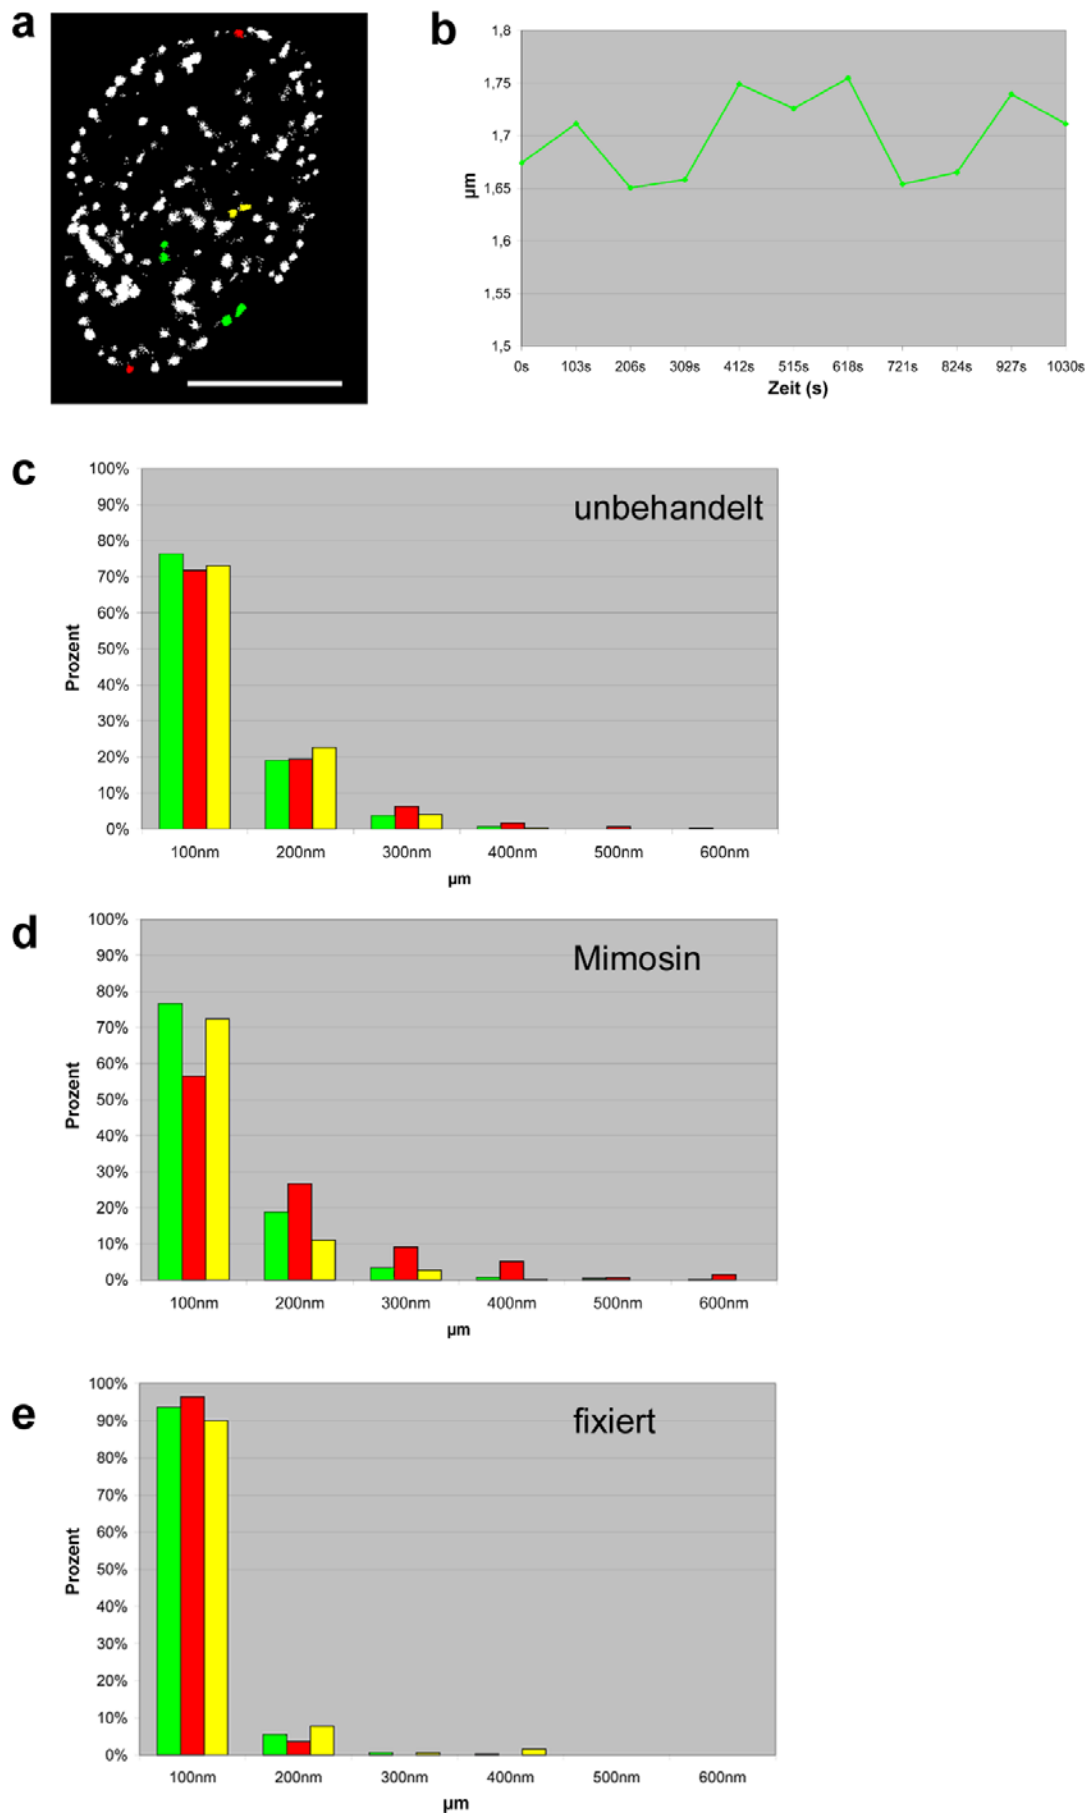 a
b
1,8
1,75
1,7
1,65
1,6
1,55
1,5
µm
0s 103s 206s 309s 412s 515s 618s 721s 824s 927s 1030s
Zeit (s)
c
unbehandelt
100%
90%
80%
70%
60%
50%
40%
30%
20%
10%
0%
Prozent
100nm 200nm 300nm 400nm 500nm 600nm
µm
d
Mimosin
100%
90%
80%
70%
60%
50%
40%
30%
20%
10%
0%
Prozent
100nm 200nm 300nm 400nm 500nm 600nm
µm
e
fixiert
100%
90%
80%
70%
60%
50%
40%
30%
20%
10%
0%
Prozent
100nm 200nm 300nm 400nm 500nm 600nm
µm